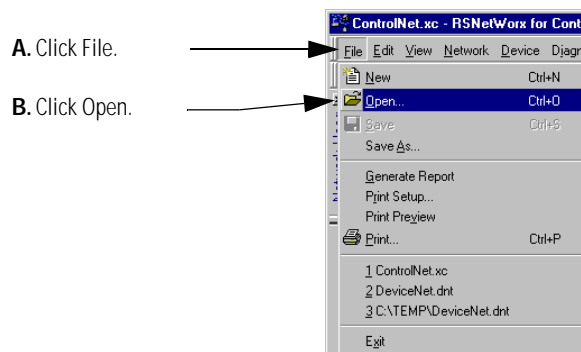 ControlNet.xc - RSNetWorx for Cont
A. Click File.
File Edit View Network Device Diagn
New Ctrl+N
B. Click Open.
Open... Ctrl+O
Save Ctrl+S
Save As...
Generate Report
Print Setup...
Print Preview
Print... Ctrl+P
1 ControlNet.xc
2 DeviceNet.dnt
3 C:\TEMP\DeviceNet.dnt
Exit